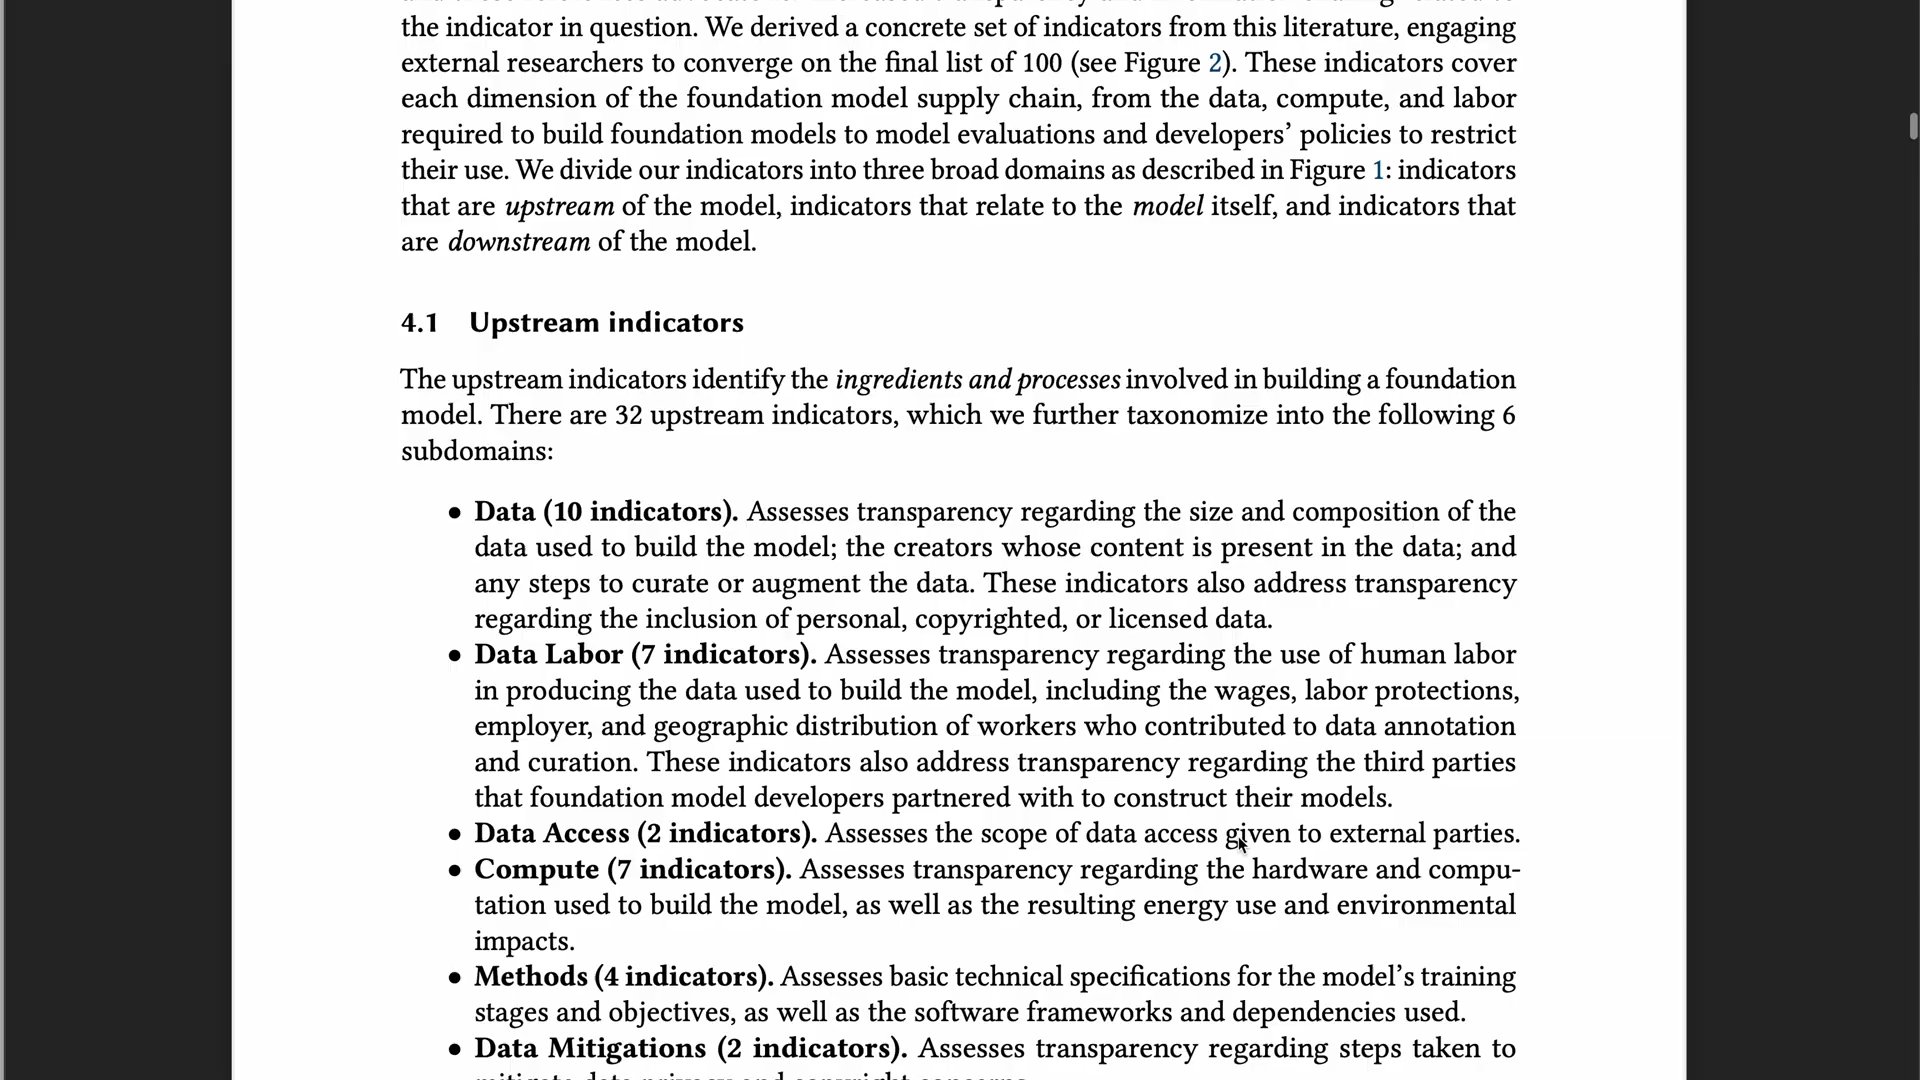 the indicator in question. We derived a concrete set of indicators from this literature, engaging
external researchers to converge on the final list of 100 (see Figure 2). These indicators cover
each dimension of the foundation model supply chain, from the data, compute, and labor
required to build foundation models to model evaluations and developers’ policies to restrict
their use. We divide our indicators into three broad domains as described in Figure 1: indicators
that are upstream of the model, indicators that relate to the model itself, and indicators that
are downstream of the model.
4.1 Upstream indicators
The upstream indicators identify the ingredients and processes involved in building a foundation
model. There are 32 upstream indicators, which we further taxonomize into the following 6
subdomains:
• Data (10 indicators). Assesses transparency regarding the size and composition of the
data used to build the model; the creators whose content is present in the data; and
any steps to curate or augment the data. These indicators also address transparency
regarding the inclusion of personal, copyrighted, or licensed data.
• Data Labor (7 indicators). Assesses transparency regarding the use of human labor
in producing the data used to build the model, including the wages, labor protections,
employer, and geographic distribution of workers who contributed to data annotation
and curation. These indicators also address transparency regarding the third parties
that foundation model developers partnered with to construct their models.
• Data Access (2 indicators). Assesses the scope of data access given to external parties.
• Compute (7 indicators). Assesses transparency regarding the hardware and compu-
tation used to build the model, as well as the resulting energy use and environmental
impacts.
• Methods (4 indicators). Assesses basic technical specifications for the model’s training
stages and objectives, as well as the software frameworks and dependencies used.
• Data Mitigations (2 indicators). Assesses transparency regarding steps taken to